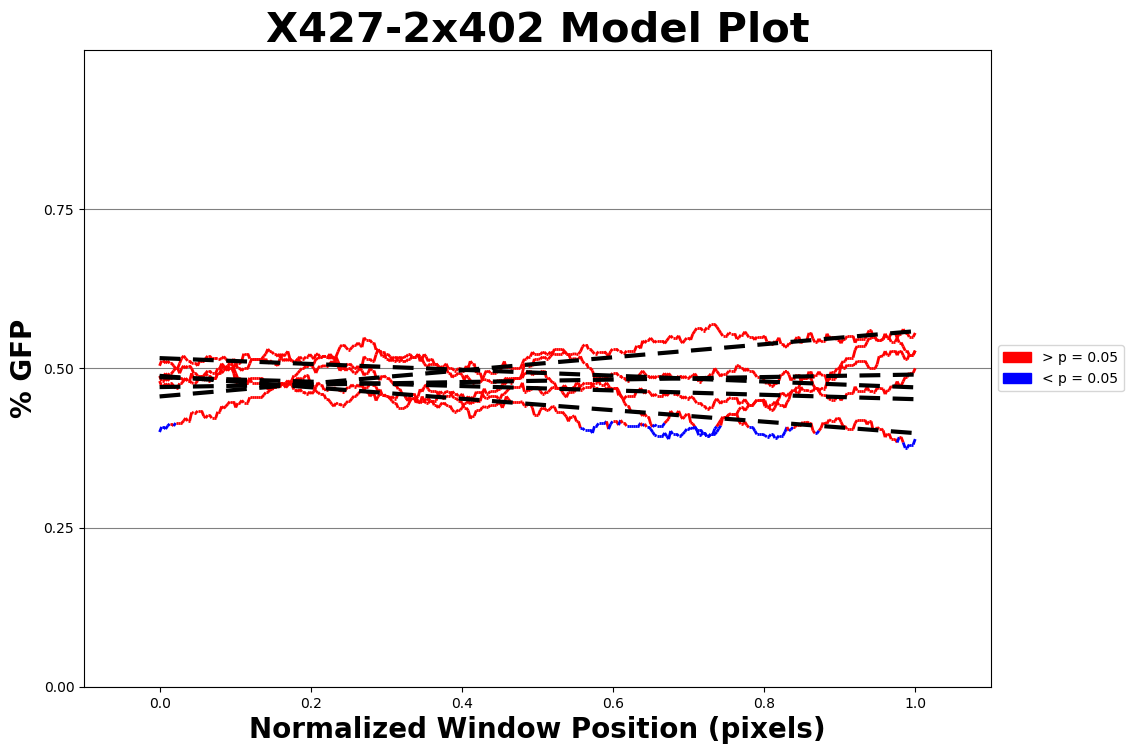 X427-2x402 Model Plot
% GFP
0.75
0.50
0.25
0.00
0.0 0.2 0.4 0.6 0.8 1.0
Normalized Window Position (pixels)
> p = 0.05
< p = 0.05